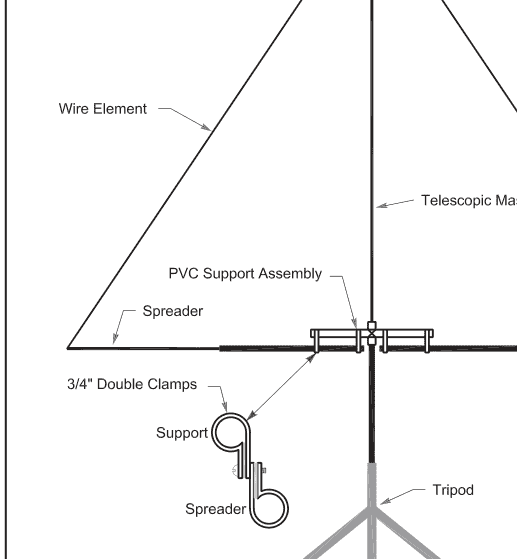 Wire Element
Telescopic Mas
PVC Support Assembly
Spreader
3/4" Double Clamps
Support
Spreader
Tripod